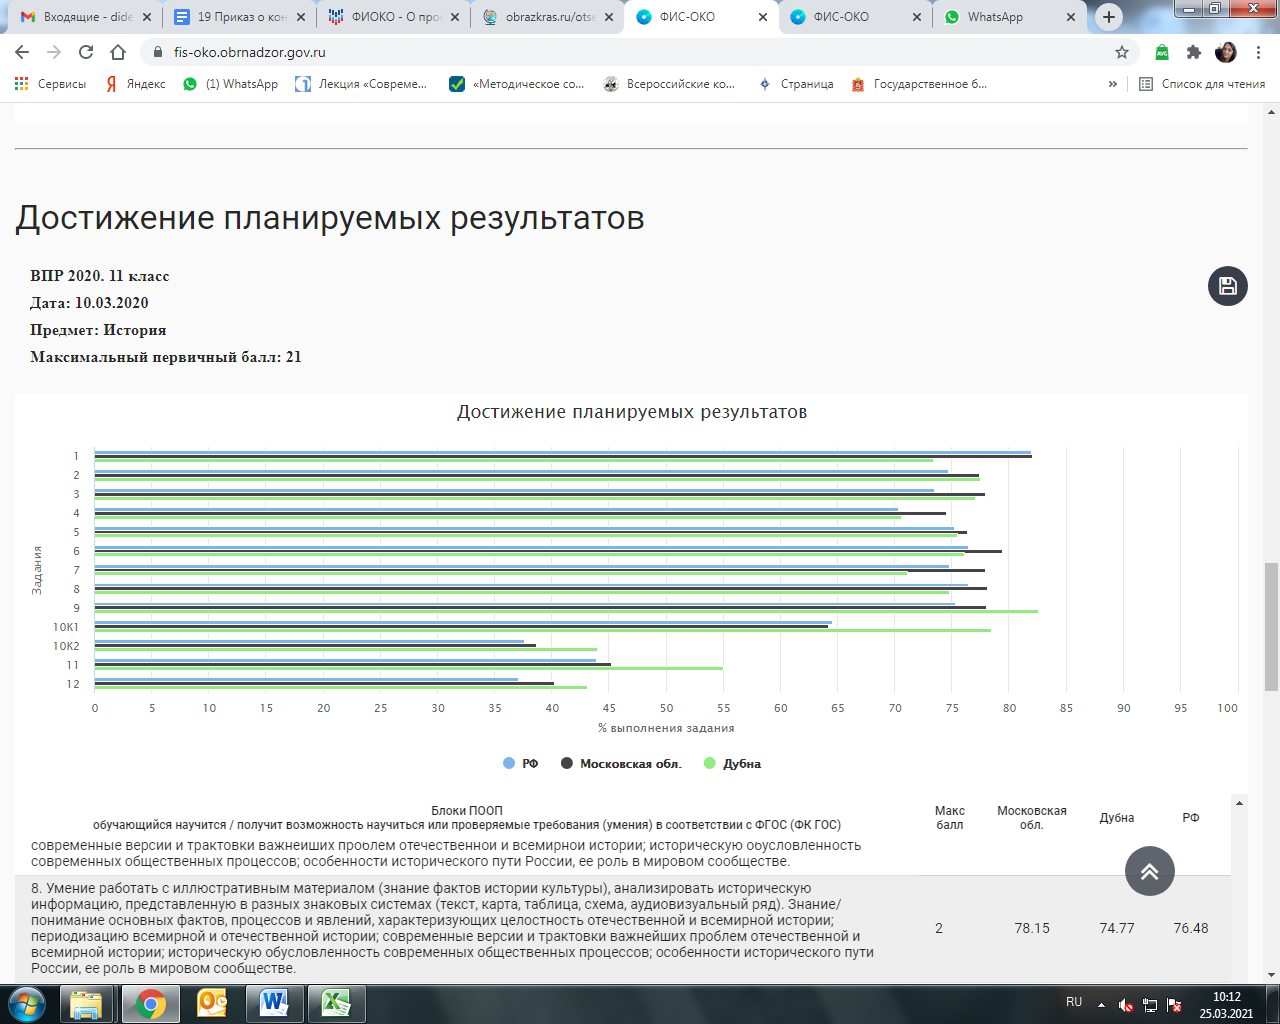 Входящие - dide
19 Приказ о кон
ФИОКО - О про
obrazkras.ru/otse
ФИС-ОКО
ФИС-ОКО
WhatsApp
fis-oko.obrnadzor.gov.ru
Сервисы
Яндекс
(1) WhatsApp
Лекция «Совреме...
«Методическое со...
Всероссийские ко...
Страница
Государственное б...
»
Список для чтения
Достижение планируемых результатов
ВПР 2020. 11 класс
Дата: 10.03.2020
Предмет: История
Максимальный первичный балл: 21
Достижение планируемых результатов
1
2
3
4
5
6
7
8
9
10К1
10К2
11
12
Задания
0 5 10 15 20 25 30 35 40 45 50 55 60 65 70 75 80 85 90 95 100
% выполнения задания
РФ Московская обл. Дубна
Блоки ПООП
обучающийся научится / получит возможность научиться или проверяемые требования (умения) в соответствии с ФГОС (ФК ГОС)
Макс балл
Московская обл.
Дубна
РФ
современные версии и трактовки важнейших проблем отечественной и всемирной истории; историческую обусловленность
современных общественных процессов; особенности исторического пути России, ее роль в мировом сообществе.
8. Умение работать с иллюстративным материалом (знание фактов истории культуры), анализировать историческую
информацию, представленную в разных знаковых системах (текст, карта, таблица, схема, аудиовизуальный ряд). Знание/
понимание основных фактов, процессов и явлений, характеризующих целостность отечественной и всемирной истории;
периодизацию всемирной и отечественной истории; современные версии и трактовки важнейших проблем отечественной и
всемирной истории; историческую обусловленность современных общественных процессов; особенности исторического пути
России, ее роль в мировом сообществе.
2 78.15 74.77 76.48
RU
10:12
25.03.2021